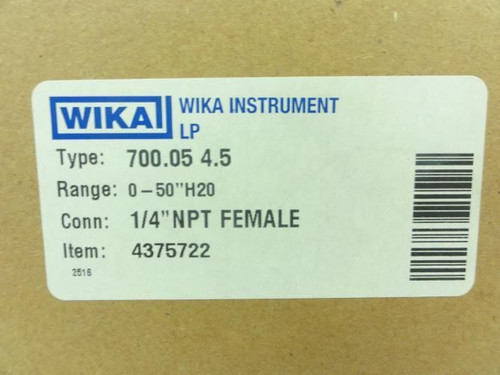 WIKA
WIKA INSTRUMENT
LP
Type: 700.05 4.5
Range: 0-50"H20
Conn: 1/4"NPT FEMALE
Item: 4375722
2516